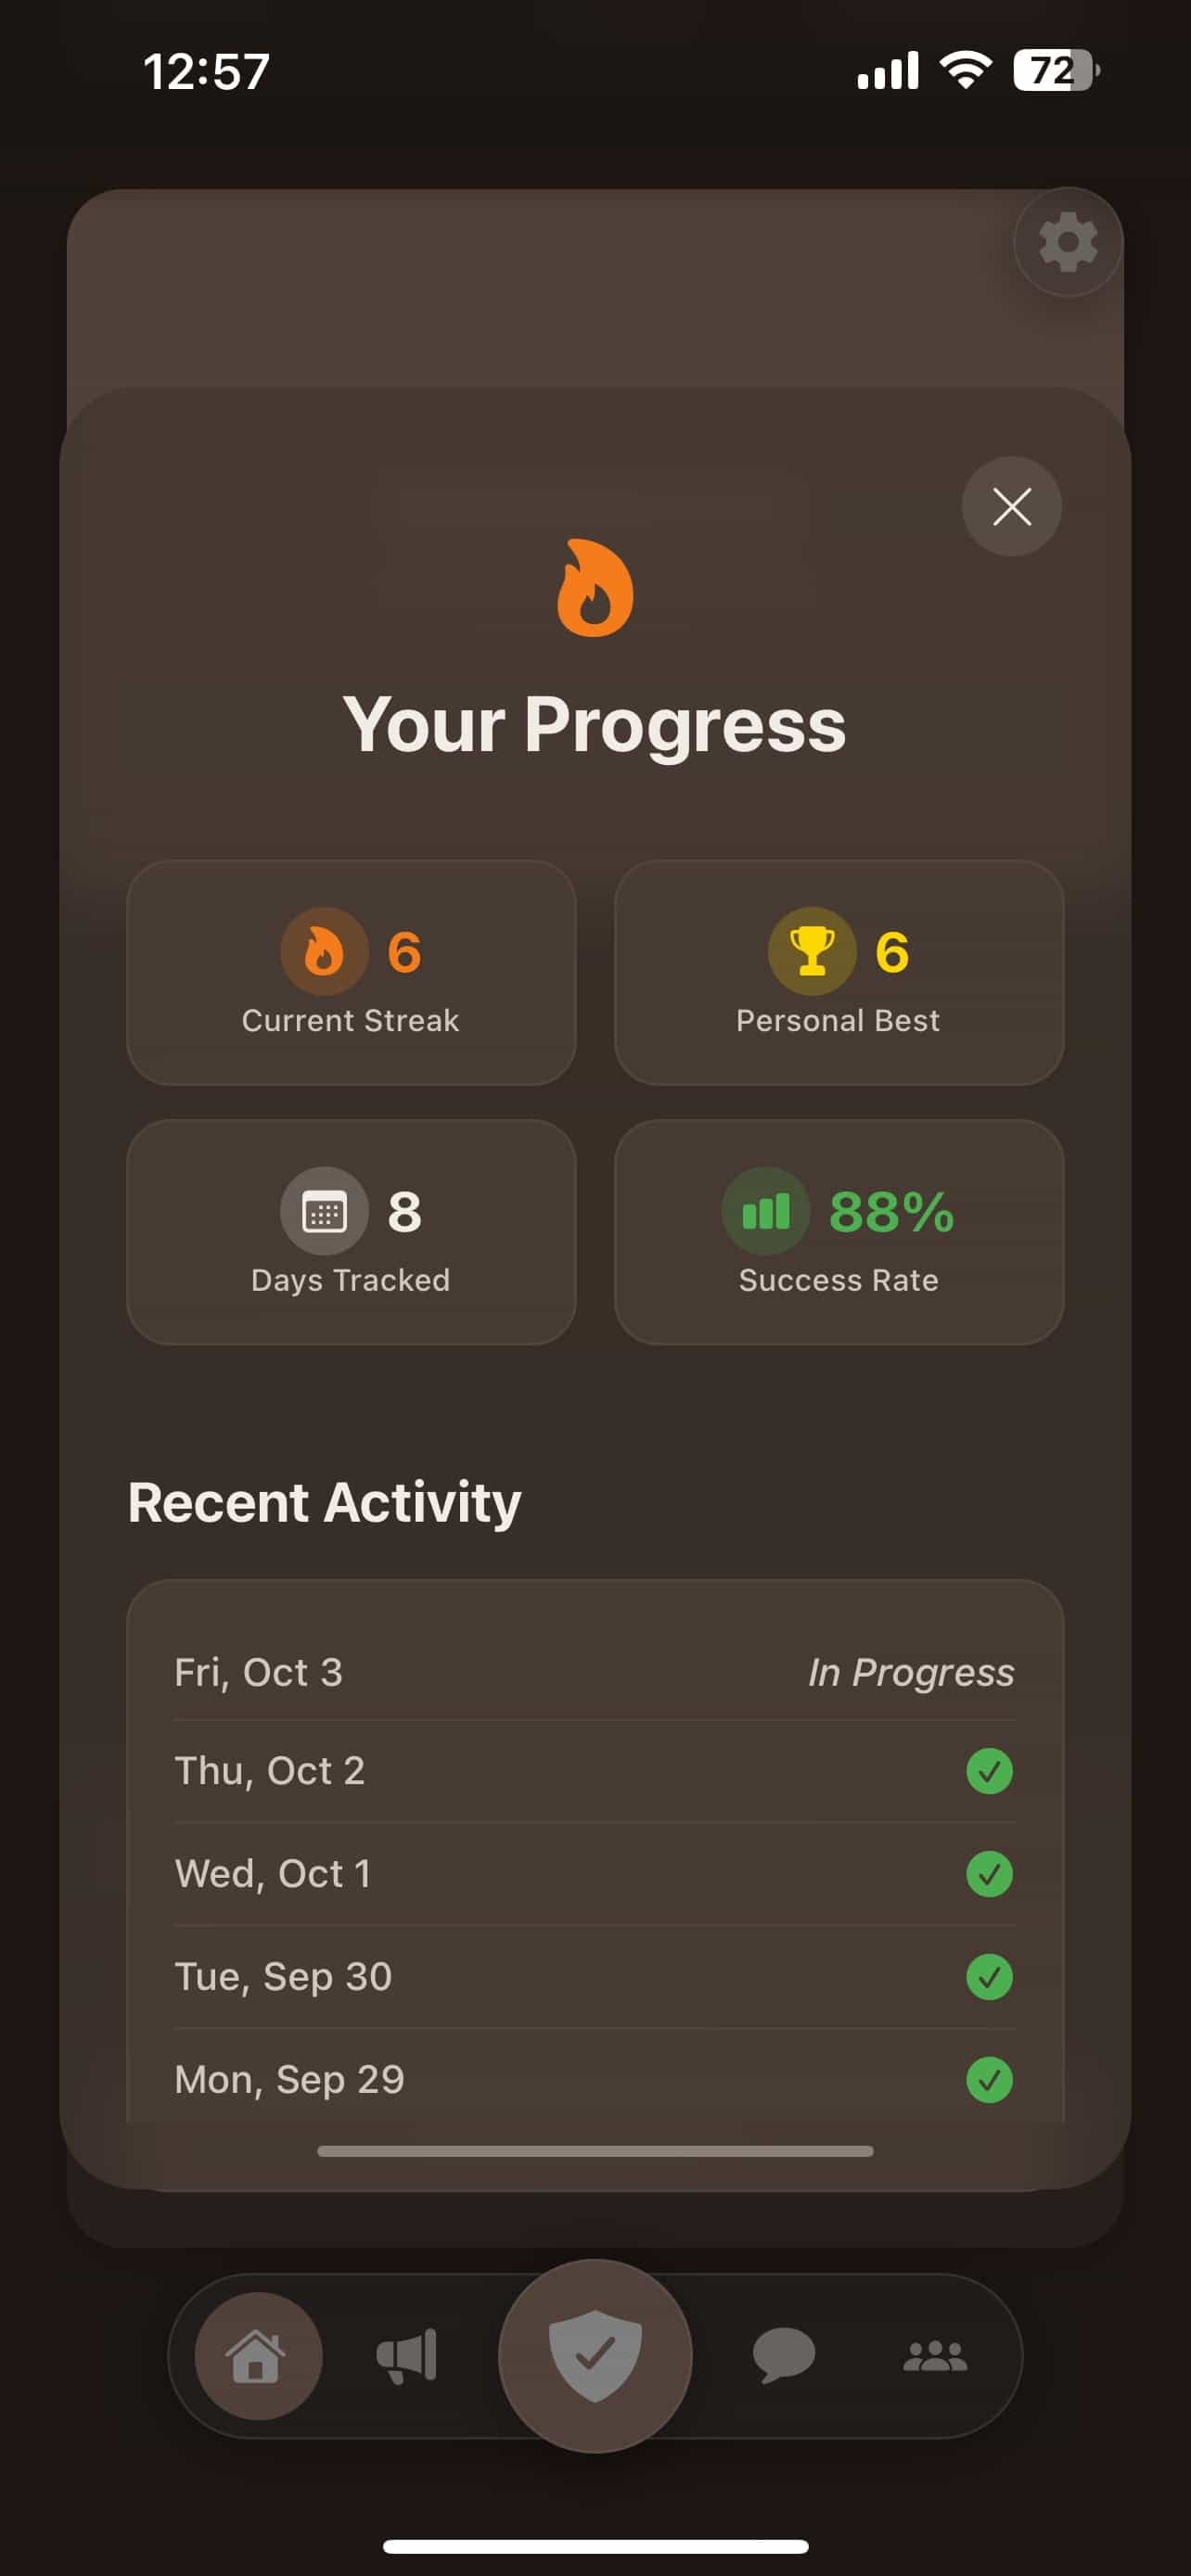 12:57
72
Your Progress
6
Current Streak
6
Personal Best
8
Days Tracked
88%
Success Rate
Recent Activity
Fri, Oct 3 In Progress
Thu, Oct 2
Wed, Oct 1
Tue, Sep 30
Mon, Sep 29